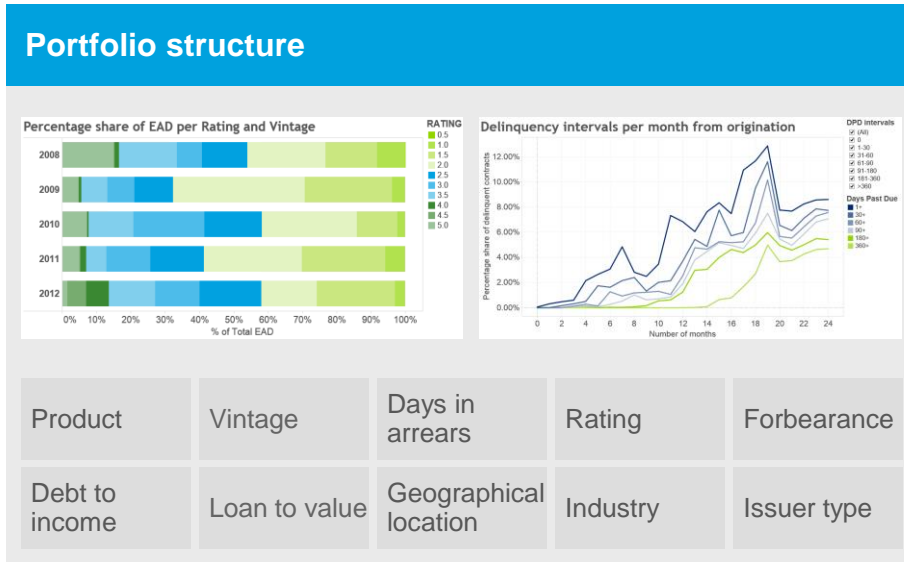 Portfolio structure
Percentage share of EAD per Rating and Vintage
RATING
0.5
1.0
1.5
2.0
2.5
3.0
3.5
4.0
4.5
5.0
2008
2009
2010
2011
2012
0% 10% 20% 30% 40% 50% 60% 70% 80% 90% 100%
% of Total EAD
Delinquency intervals per month from origination
DPD intervals
(All)
0
1-30
31-60
61-90
91-180
181-360
>360
Days Past Due
1+
30+
60+
90+
180+
360+
Percentage share of delinquent contracts
12.00%
10.00%
8.00%
6.00%
4.00%
2.00%
0.00%
0 2 4 6 8 10 12 14 16 18 20 22 24
Number of months
Product
Vintage
Days in
arrears
Rating
Forbearance
Debt to
income
Loan to value
Geographical
location
Industry
Issuer type